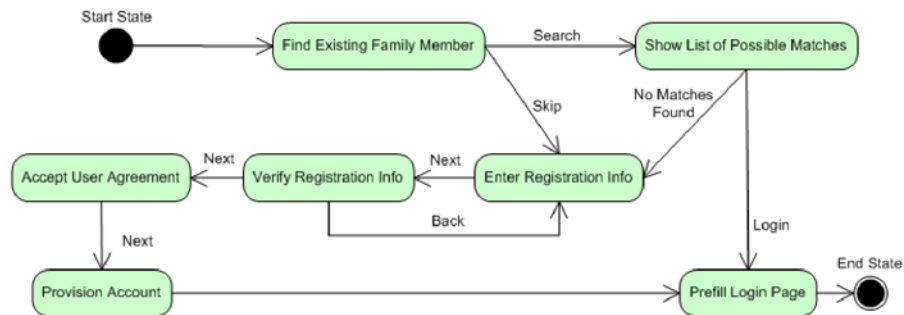 Start State
Find Existing Family Member
Search
Show List of Possible Matches
Skip
No Matches
Found
Accept User Agreement
Next
Verify Registration Info
Next
Enter Registration Info
Back
Login
Next
End State
Provision Account
Prefill Login Page